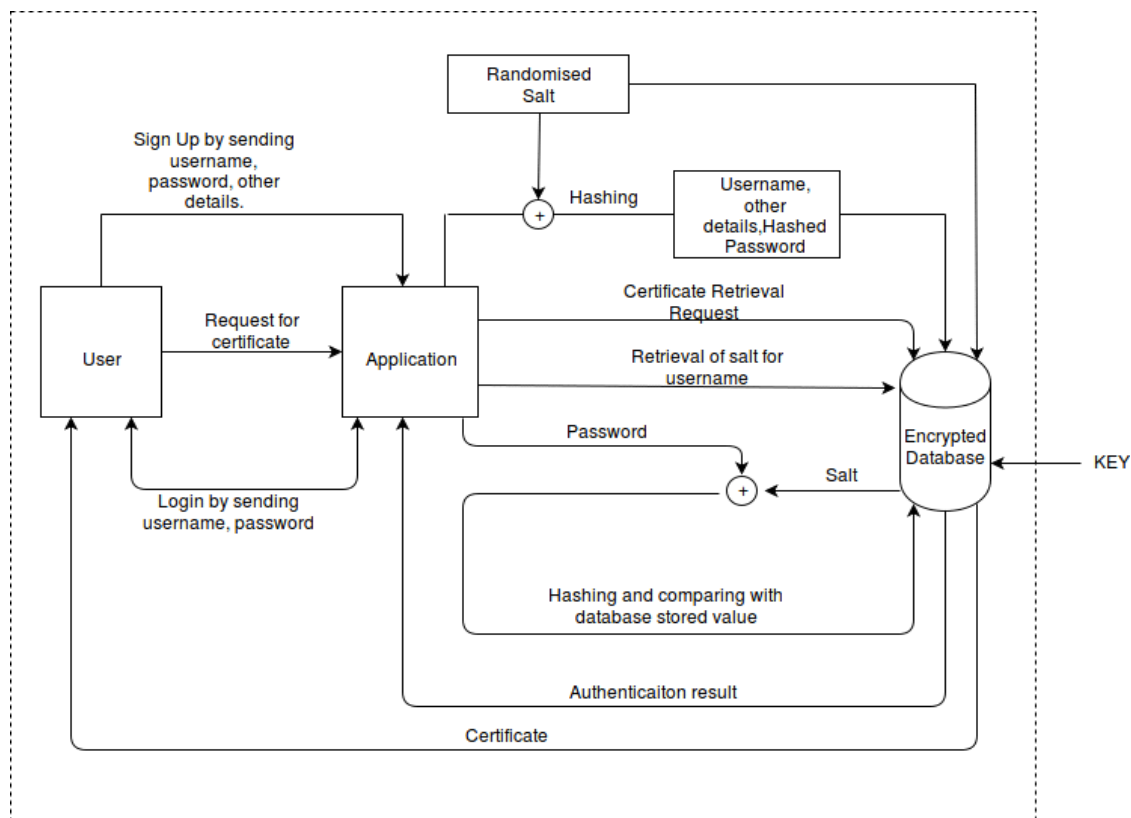 Randomised
Salt
Sign Up by sending
username,
password, other
details.
Hashing
+
Username,
other
details,Hashed
Password
Certificate Retrieval
Request
Request for
certificate
User
Application
Retrieval of salt for
username
Password
Encrypted
Database
KEY
Salt
+
Login by sending
username, password
Hashing and comparing with
database stored value
Authenticaiton result
Certificate